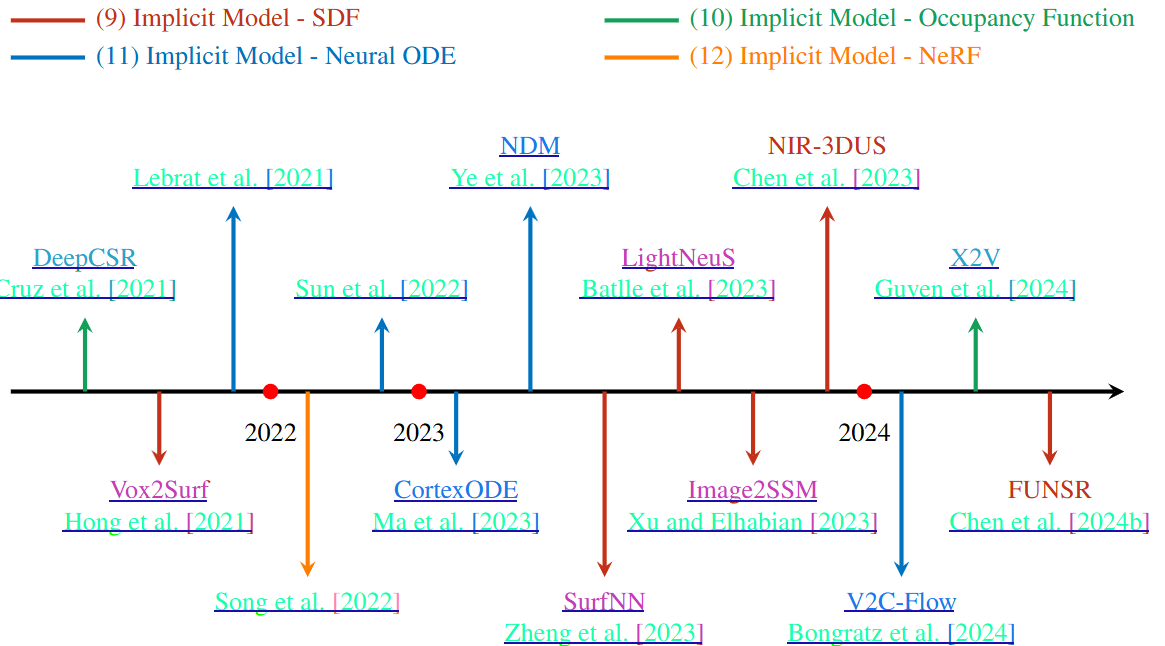 (9) Implicit Model - SDF
(10) Implicit Model - Occupancy Function
(11) Implicit Model - Neural ODE
(12) Implicit Model - NeRF
NDM
NIR-3DUS
Lebrat et al. [2021]
Ye et al. [2023]
Chen et al. [2023]
DeepCSR
LightNeuS
X2V
Cruz et al. [2021]
Sun et al. [2022]
Batlle et al. [2023]
Guven et al. [2024]
2022
2023
2024
Vox2Surf
CortexODE
Image2SSM
FUNSR
Hong et al. [2021]
Ma et al. [2023]
Xu and Elhabian [2023]
Chen et al. [2024b]
Song et al. [2022]
SurfNN
V2C-Flow
Zheng et al. [2023]
Bongratz et al. [2024]